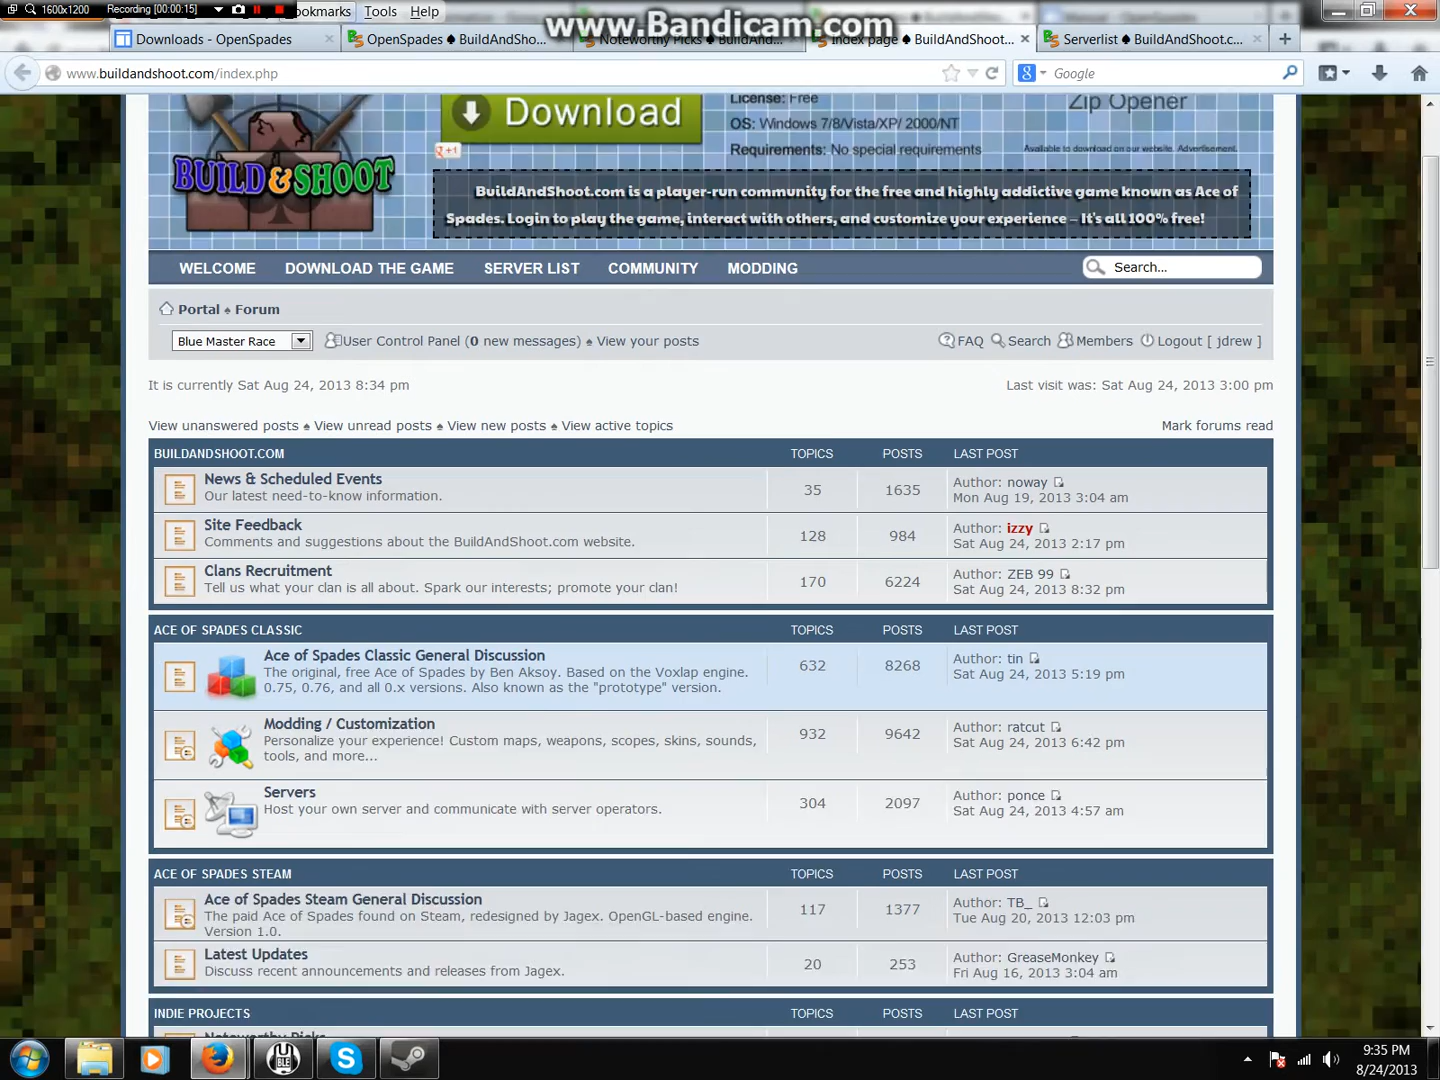 1600x1200 Recording [00:00:15] ookmarks Tools Help
www.Bandicam.com
Downloads - OpenSpades OpenSpades ♠ BuildAndSho... Noteworthy Picks ♠ BuildAnd... Index page ♠ BuildAndShoot... Serverlist ♠ BuildAndShoot.c...
www.buildandshoot.com/index.php Google
Download
License: Free
Zip Opener
OS: Windows 7/8/Vista/XP/ 2000/NT
+1
Requirements: No special requirements
Available to download on our website. Advertisement.
BUILD & SHOOT
BuildAndShoot.com is a player-run community for the free and highly addictive game known as Ace of
Spades. Login to play the game, interact with others, and customize your experience – It's all 100% free!
WELCOME DOWNLOAD THE GAME SERVER LIST COMMUNITY MODDING Search...
Portal ♠ Forum
Blue Master Race User Control Panel (0 new messages) ♠ View your posts FAQ Search Members Logout [ jdrew ]
It is currently Sat Aug 24, 2013 8:34 pm Last visit was: Sat Aug 24, 2013 3:00 pm
View unanswered posts ♠ View unread posts ♠ View new posts ♠ View active topics Mark forums read
BUILDANDSHOOT.COM TOPICS POSTS LAST POST
News & Scheduled Events
Our latest need-to-know information.
35 1635
Author: noway
Mon Aug 19, 2013 3:04 am
Site Feedback
Comments and suggestions about the BuildAndShoot.com website.
128 984
Author: izzy
Sat Aug 24, 2013 2:17 pm
Clans Recruitment
Tell us what your clan is all about. Spark our interests; promote your clan!
170 6224
Author: ZEB 99
Sat Aug 24, 2013 8:32 pm
ACE OF SPADES CLASSIC TOPICS POSTS LAST POST
Ace of Spades Classic General Discussion
The original, free Ace of Spades by Ben Aksoy. Based on the Voxlap engine.
0.75, 0.76, and all 0.x versions. Also known as the "prototype" version.
632 8268
Author: tin
Sat Aug 24, 2013 5:19 pm
Modding / Customization
Personalize your experience! Custom maps, weapons, scopes, skins, sounds,
tools, and more...
932 9642
Author: ratcut
Sat Aug 24, 2013 6:42 pm
Servers
Host your own server and communicate with server operators.
304 2097
Author: ponce
Sat Aug 24, 2013 4:57 am
ACE OF SPADES STEAM TOPICS POSTS LAST POST
Ace of Spades Steam General Discussion
The paid Ace of Spades found on Steam, redesigned by Jagex. OpenGL-based engine.
Version 1.0.
117 1377
Author: TB_
Tue Aug 20, 2013 12:03 pm
Latest Updates
Discuss recent announcements and releases from Jagex.
20 253
Author: GreaseMonkey
Fri Aug 16, 2013 3:04 am
INDIE PROJECTS TOPICS POSTS LAST POST
Noteworthy Picks
9:35 PM
8/24/2013